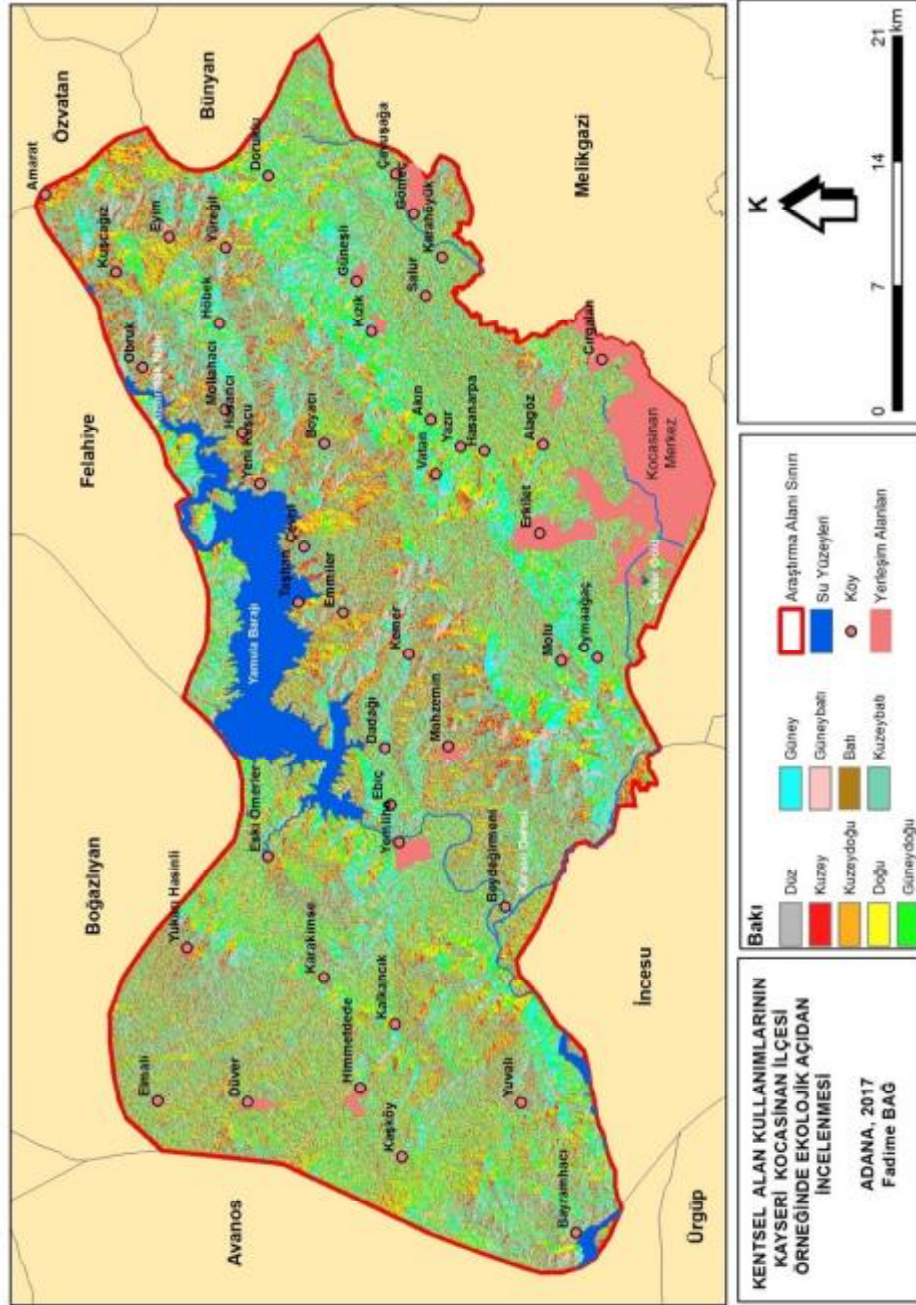 Özvatan
Amarat
Bünyan
Felahiye
Kuşcağız
Eyim
Yüreğil
Doruklu
Obruk
Höbek
Mollahacı
Güneşli
Çavuşağa
Gömeç
Karahöyük
Kızık
Salur
Melikgazi
Yeni Kuşçu
Boyacı
Akın
Yazır
Hasanarpa
Vatan
Alagöz
Cırgalan
Kocasinan
Merkez
Erkilet
Taşhan
Emmiler
Yamula Barajı
Kemer
Molu
Oymaağaç
Boğazlıyan
Eski Ömerler
Dadağı
Mahzemin
Ebiç
Yemliha
Beydeğirmeni
Yukarı Hasinli
Karakimse
Kalkancık
İncesu
Elmalı
Düver
Himmetdede
Kaşköy
Yuvalı
Bayramhacı
Avanos
Ürgüp
KENTSEL ALAN KULLANIMLARININ
KAYSERİ KOCASİNAN İLÇESİ
ÖRNEĞİNDE EKOLOJİK AÇIDAN
İNCELENMESİ
ADANA, 2017
Fadime BAĞ
Bakı
Düz
Kuzey
Kuzeydoğu
Doğu
Güneydoğu
Güney
Güneybatı
Batı
Kuzeybatı
Araştırma Alanı Sınırı
Su Yüzeyleri
Köy
Yerleşim Alanları
K
0 7 14 21
km